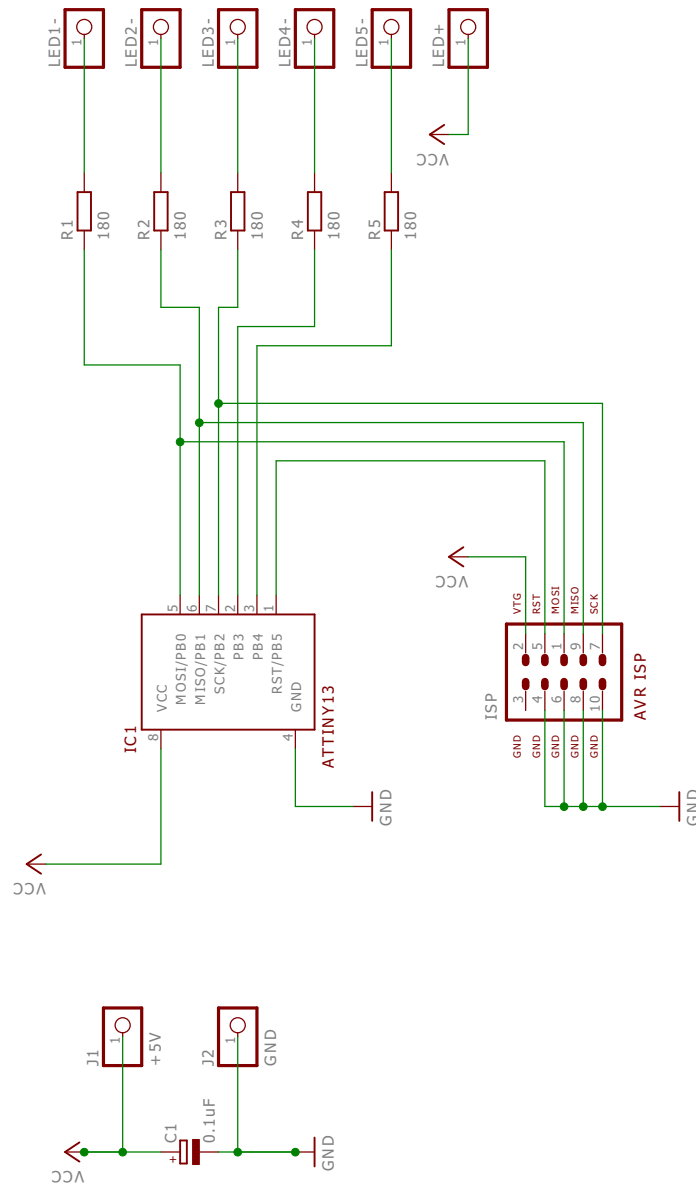 LED1-
1
LED2-
1
LED3-
1
LED4-
1
LED5-
1
LED+
1
VCC
R1
180
R2
180
R3
180
R4
180
R5
180
VCC
5
6
7
2
3
1
MOSI/PB0
MISO/PB1
SCK/PB2
PB3
PB4
RST/PB5
VCC
GND
8
4
IC1
ATTINY13
GND
VCC
VTG
RST
MOSI
MISO
SCK
2
5
1
9
7
3
4
6
8
10
ISP
AVR ISP
GND
GND
GND
GND
GND
GND
J1
1
+5V
J2
1
GND
C1
+
0.1uF
VCC
GND